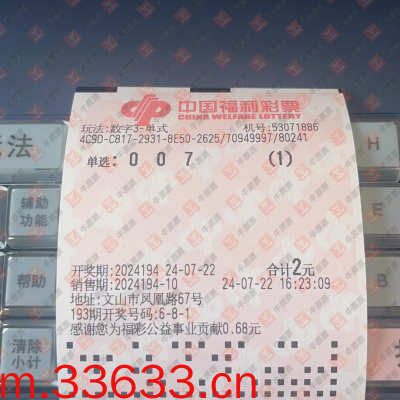 中国福利彩票
CHINA WELFARE LOTTERY
玩法:数字3-单式 机号:53071886
4C9D-C817-2931-8E50-2625/70949997/80241
单选: 0 0 7 (1)
开奖期:2024194 24-07-22 合计2元
销售期:2024194-10 24-07-22 16:23:09
地址:文山市凤凰路67号
193期开奖号码:6-8-1
感谢您为福彩公益事业贡献0.68元
法
H
辅助
功能
帮助
清除
小计
m.33633.cn